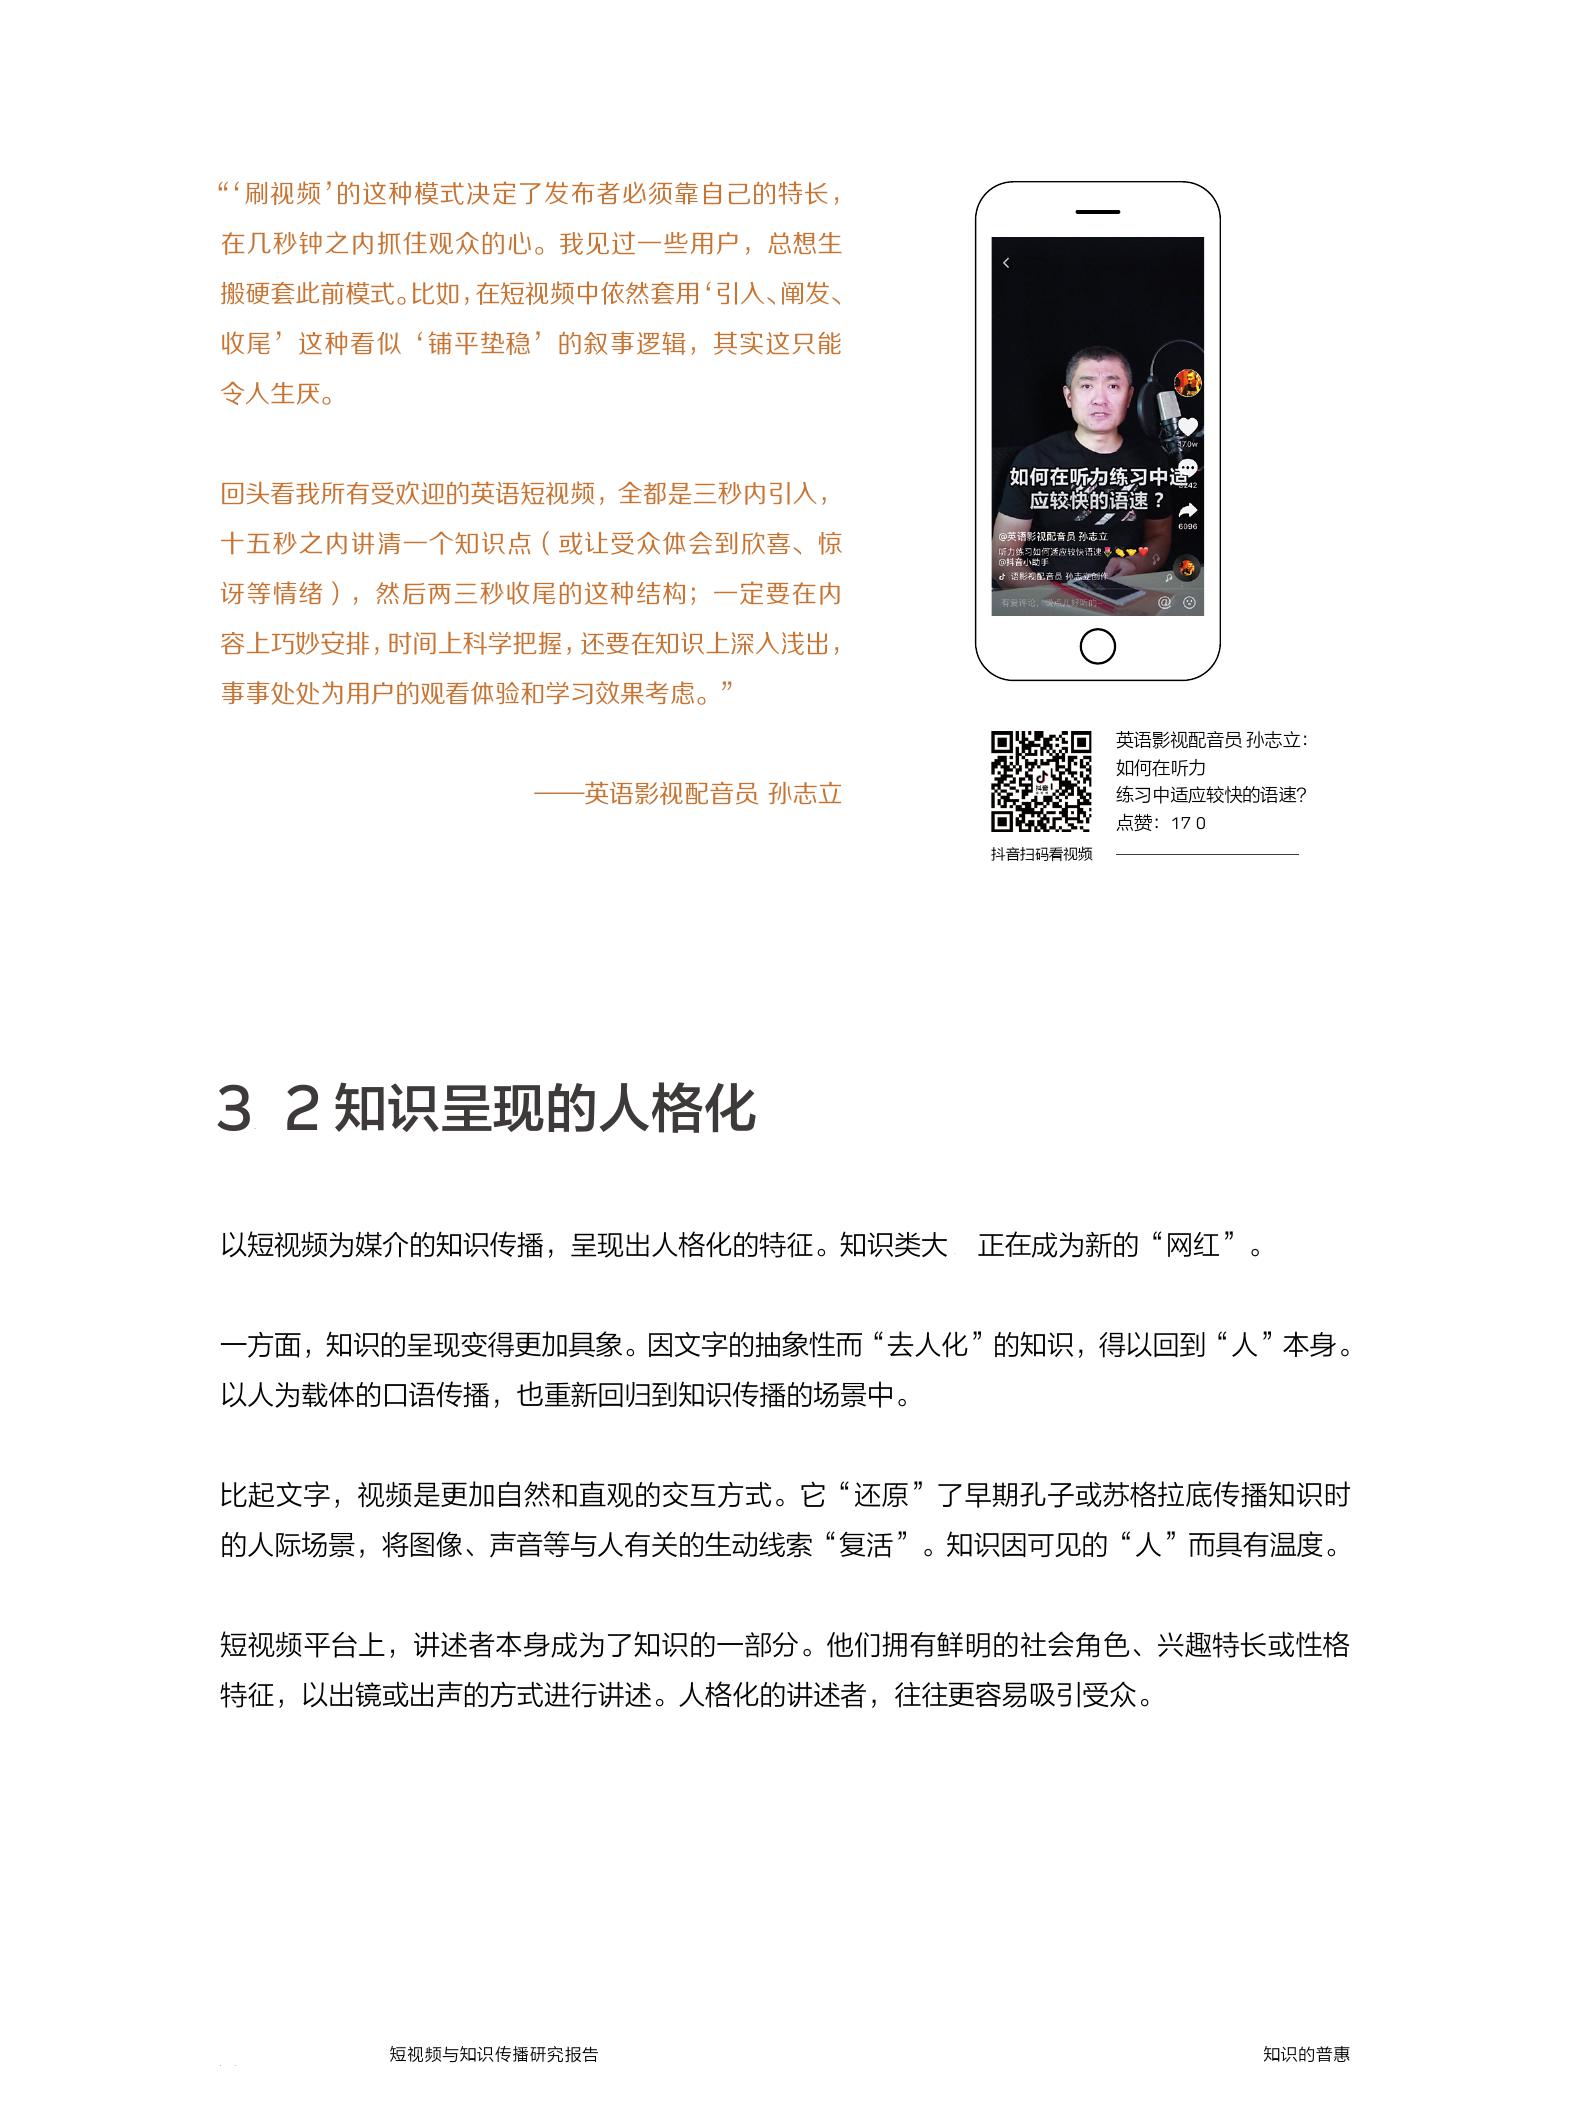 “‘刷视频’的这种模式决定了发布者必须靠自己的特长，
在几秒钟之内抓住观众的心。我见过一些用户，总想生
搬硬套此前模式。比如，在短视频中依然套用‘引入、阐发、
收尾’这种看似‘铺平垫稳’的叙事逻辑，其实这只能
令人生厌。
回头看我所有受欢迎的英语短视频，全都是三秒内引入，
十五秒之内讲清一个知识点（或让受众体会到欣喜、惊
讶等情绪），然后两三秒收尾的这种结构；一定要在内
容上巧妙安排，时间上科学把握，还要在知识上深入浅出，
事事处处为用户的观看体验和学习效果考虑。”
——英语影视配音员 孙志立
如何在听力练习中适
应较快的语速？
17.0w
3242
6096
@英语影视配音员 孙志立
听力练习如何适应较快语速
@抖音小助手
语影视配音员 孙志立创作
有爱评论，说点儿好听的~
抖音
抖音扫码看视频
英语影视配音员 孙志立：
如何在听力
练习中适应较快的语速？
点赞：17 0
3 2 知识呈现的人格化
以短视频为媒介的知识传播，呈现出人格化的特征。知识类大 正在成为新的“网红”。
一方面，知识的呈现变得更加具象。因文字的抽象性而“去人化”的知识，得以回到“人”本身。
以人为载体的口语传播，也重新回归到知识传播的场景中。
比起文字，视频是更加自然和直观的交互方式。它“还原”了早期孔子或苏格拉底传播知识时
的人际场景，将图像、声音等与人有关的生动线索“复活”。知识因可见的“人”而具有温度。
短视频平台上，讲述者本身成为了知识的一部分。他们拥有鲜明的社会角色、兴趣特长或性格
特征，以出镜或出声的方式进行讲述。人格化的讲述者，往往更容易吸引受众。
短视频与知识传播研究报告
知识的普惠